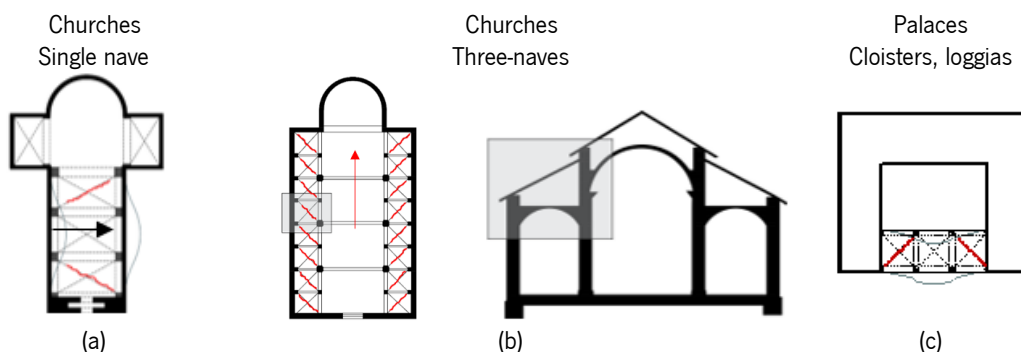 Churches
Single nave
Churches
Three-naves
Palaces
Cloisters, loggias
(a)
(b)
(c)